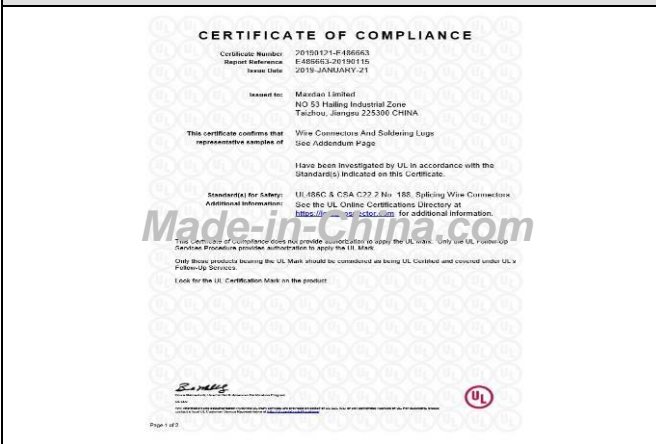 CERTIFICATE OF COMPLIANCE
Certificate Number 20190121-E486663
Report Reference E486663-20190115
Issue Date 2019-JANUARY-21
Issued to: Maxdao Limited
NO 53 Hailing Industrial Zone
Taizhou, Jiangsu 225300 CHINA
This certificate confirms that Wire Connectors And Soldering Lugs
representative samples of See Addendum Page
Have been investigated by UL in accordance with the
Standard(s) indicated on this Certificate.
Standard(s) for Safety: UL486C & CSA C22.2 No. 188, Splicing Wire Connectors
Additional Information: See the UL Online Certifications Directory at
for additional information.
Made-in-China.com
This Certificate of Compliance does not provide authorization to apply the UL Mark. Only the UL Follow-Up
Services Procedure provides authorization to apply the UL Mark.
Only those products bearing the UL Mark should be considered as being UL Certified and covered under UL's
Follow-Up Services.
Look for the UL Certification Mark on the product.
UL
Page 1 of 2